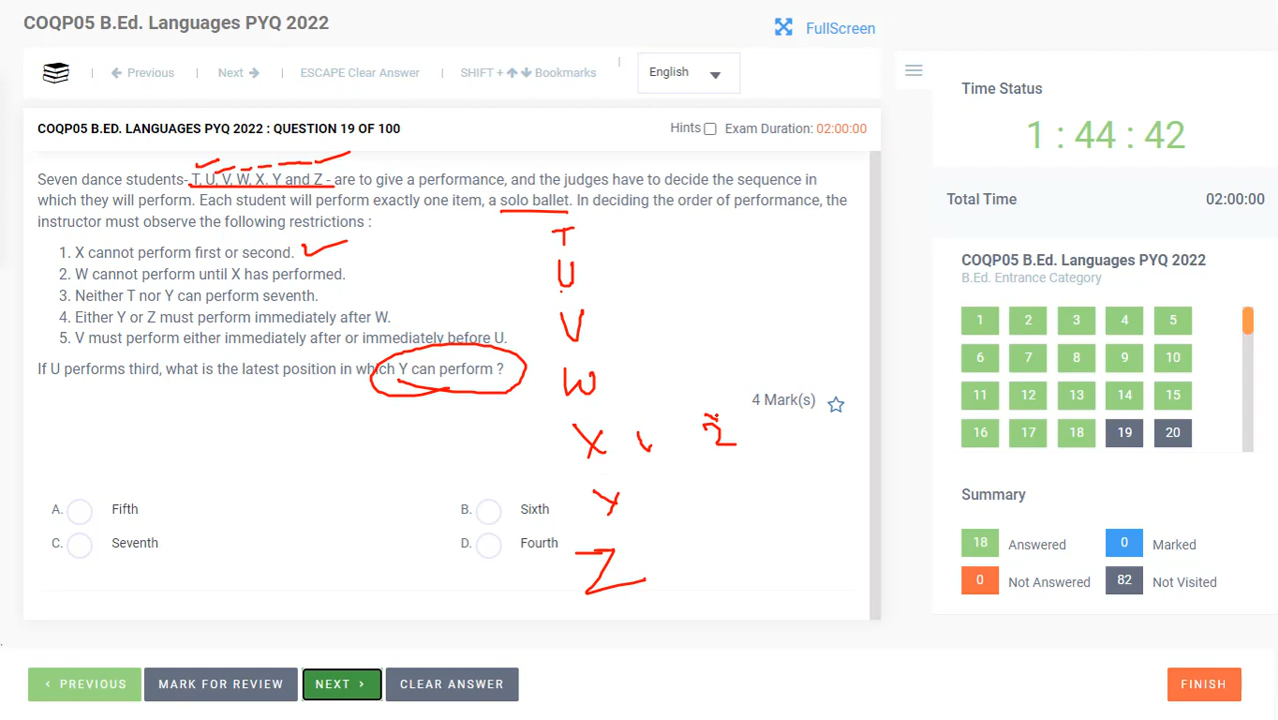 COQP05 B.Ed. Languages PYQ 2022
FullScreen
Previous
Next
ESCAPE Clear Answer
SHIFT + Bookmarks
English
COQP05 B.ED. LANGUAGES PYQ 2022 : QUESTION 19 OF 100
Hints
Exam Duration: 02:00:00
Seven dance students- T, U, V, W, X, Y and Z - are to give a performance, and the judges have to decide the sequence in
which they will perform. Each student will perform exactly one item, a solo ballet. In deciding the order of performance, the
instructor must observe the following restrictions :
1. X cannot perform first or second.
2. W cannot perform until X has performed.
3. Neither T nor Y can perform seventh.
4. Either Y or Z must perform immediately after W.
5. V must perform either immediately after or immediately before U.
If U performs third, what is the latest position in which Y can perform ?
T
U
V
W
X
2
Y
Z
4 Mark(s)
A. Fifth
B. Sixth
C. Seventh
D. Fourth
PREVIOUS
MARK FOR REVIEW
NEXT
CLEAR ANSWER
Time Status
1 : 44 : 42
Total Time 02:00:00
COQP05 B.Ed. Languages PYQ 2022
B.Ed. Entrance Category
1 2 3 4 5
6 7 8 9 10
11 12 13 14 15
16 17 18 19 20
Summary
18 Answered
0 Marked
0 Not Answered
82 Not Visited
FINISH